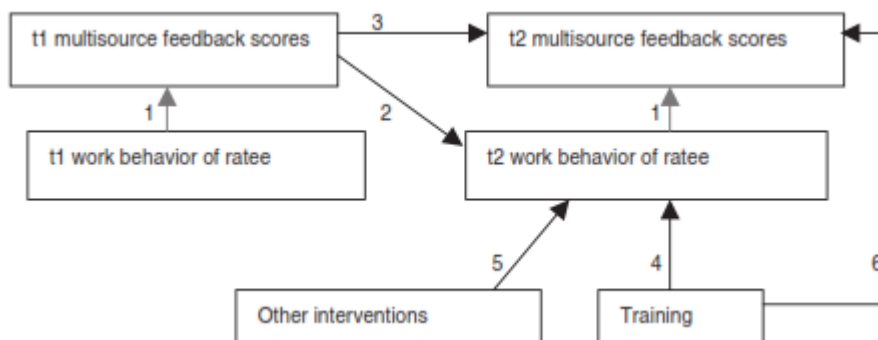 t1 multisource feedback scores
3
t2 multisource feedback scores
1
2
1
t1 work behavior of ratee
t2 work behavior of ratee
5
4
6
Other interventions
Training